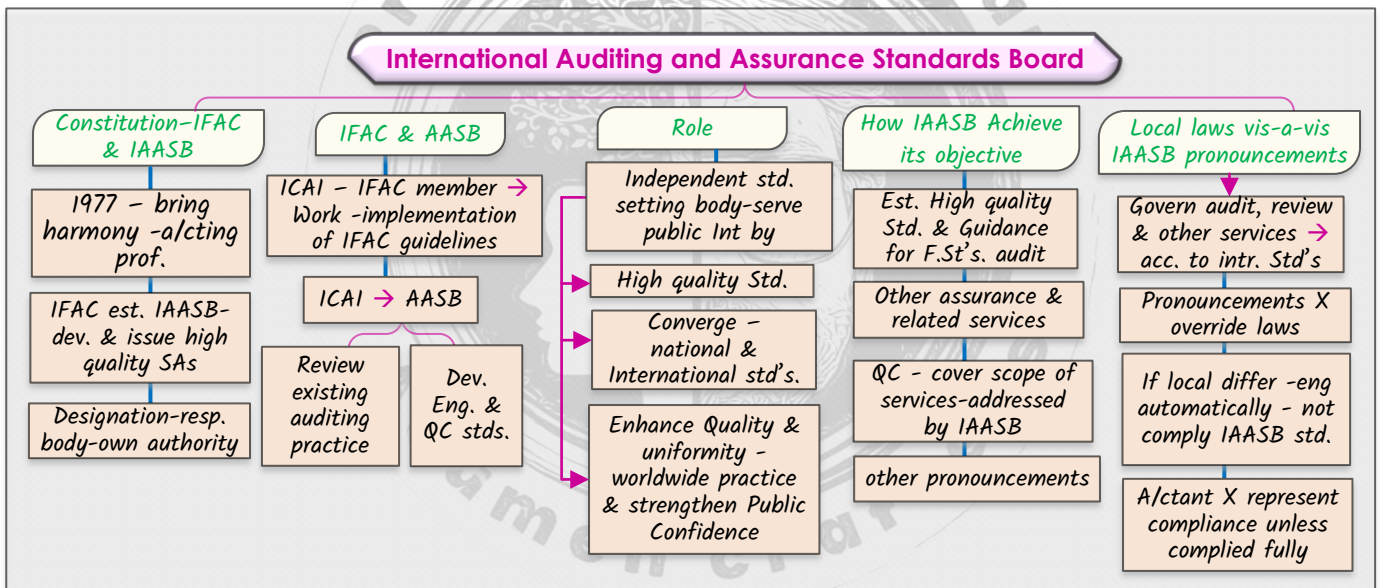 International Auditing and Assurance Standards Board
Constitution–IFAC
& IAASB
1977 – bring
harmony -a/cting
prof.
IFAC est. IAASB-
dev. & issue high
quality SAs
Designation-resp.
body-own authority
IFAC & AASB
ICAI – IFAC member →
Work -implementation
of IFAC guidelines
ICAI → AASB
Review
existing
auditing
practice
Dev.
Eng. &
QC stds.
Role
Independent std.
setting body-serve
public Int by
High quality Std.
Converge –
national &
International std's.
Enhance Quality &
uniformity -
worldwide practice
& strengthen Public
Confidence
How IAASB Achieve
its objective
Est. High quality
Std. & Guidance
for F.St's. audit
Other assurance &
related services
QC - cover scope of
services-addressed
by IAASB
other pronouncements
Local laws vis-a-vis
IAASB pronouncements
Govern audit, review
& other services →
acc. to intr. Std's
Pronouncements X
override laws
If local differ -eng
automatically - not
comply IAASB std.
A/ctant X represent
compliance unless
complied fully